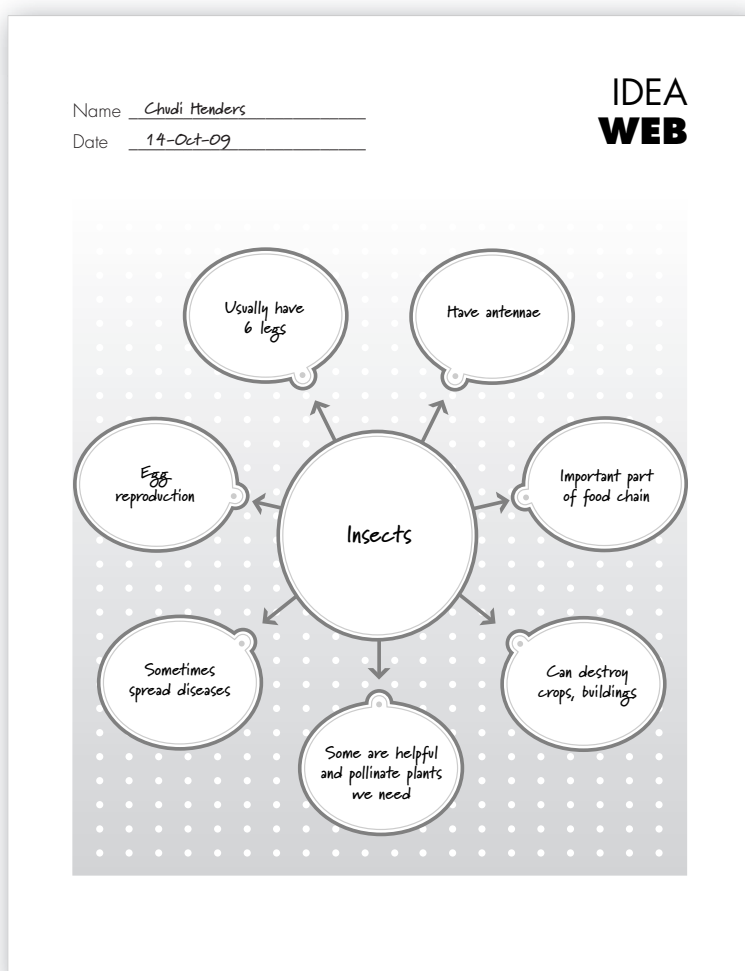 IDEA
WEB
Name Chudi Henders
Date 14-Oct-09
Usually have
6 legs
Have antennae
Egg
reproduction
Important part
of food chain
Insects
Sometimes
spread diseases
Can destroy
crops, buildings
Some are helpful
and pollinate plants
we need